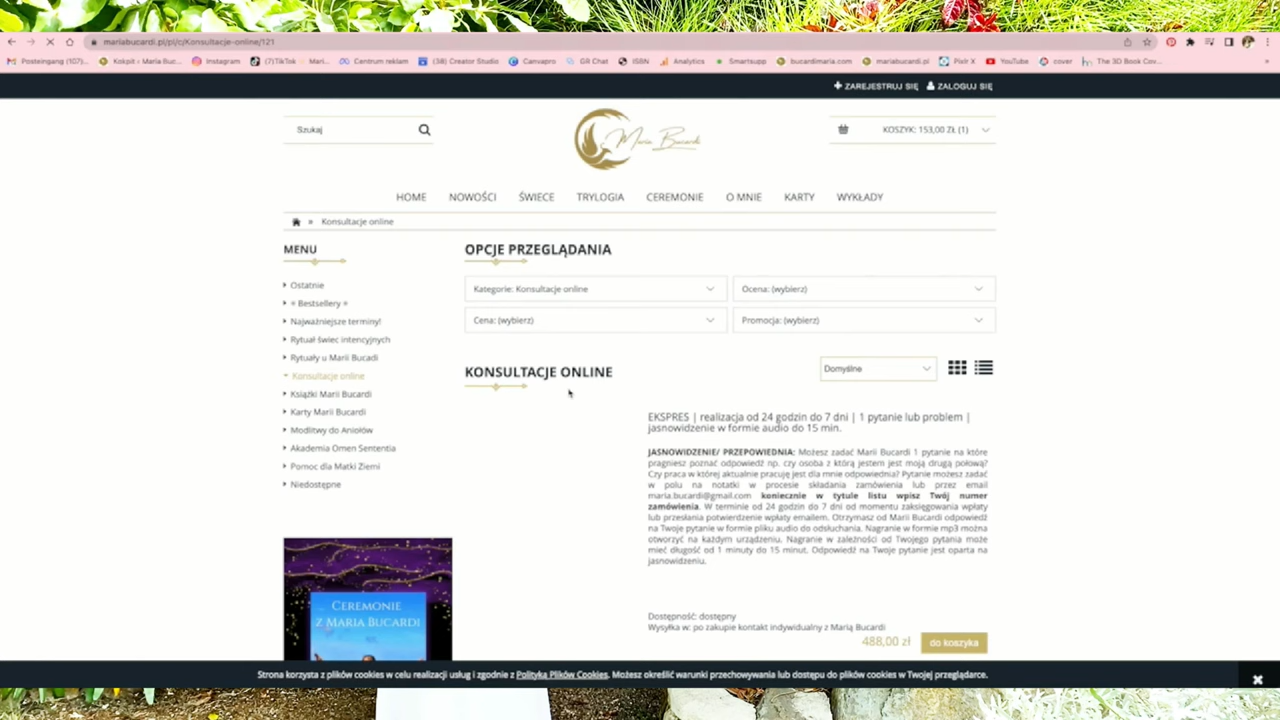 mariabucardi.pl/pl/c/Konsultacje-online/121
Posteingang (107)... Kokpit ‹ Maria Buc... Instagram (7)TikTok Mari... Centrum reklam (38) Creator Studio Canvapro GR Chat ISBN Analytics Smartsupp bucardimaria.com mariabucardi.pl Pixlr X YouTube cover The 3D Book Cov... »
ZAREJESTRUJ SIĘ ZALOGUJ SIĘ
Szukaj
Maria Bucardi
KOSZYK: 153,00 ZŁ (1)
HOME NOWOŚCI ŚWIECE TRYLOGIA CEREMONIE O MNIE KARTY WYKŁADY
» Konsultacje online
MENU
Ostatnie
Bestsellery
Najważniejsze terminy!
Rytuał świec intencyjnych
Rytuały u Marii Bucadi
Konsultacje online
Książki Marii Bucardi
Karty Marii Bucardi
Modlitwy do Aniołów
Akademia Omen Sententia
Pomoc dla Matki Ziemi
Niedostępne
CEREMONIE
Z MARIA BUCARDI
OPCJE PRZEGLĄDANIA
Kategorie: Konsultacje online
Ocena: (wybierz)
Cena: (wybierz)
Promocja: (wybierz)
KONSULTACJE ONLINE
Domyślne
EKSPRES | realizacja od 24 godzin do 7 dni | 1 pytanie lub problem |
jasnowidzenie w formie audio do 15 min.
JASNOWIDZENIE/ PRZEPOWIEDNIA: Możesz zadać Marii Bucardi 1 pytanie na które
pragniesz poznać odpowiedź np. czy osoba z którą jestem jest moją drugą połową?
Czy praca w której aktualnie pracuję jest dla mnie odpowiednia? Pytanie możesz zadać
w polu na notatki w procesie składania zamówienia lub przez email
maria.bucardi@gmail.com koniecznie w tytule listu wpisz Twój numer
zamówienia. W terminie od 24 godzin do 7 dni od momentu zaksięgowania wpłaty
lub przesłania potwierdzenie wpłaty emailem. Otrzymasz od Marii Bucardi odpowiedź
na Twoje pytanie w formie pliku audio do odsłuchania. Nagranie w formie mp3 można
otworzyć na każdym urządzeniu. Nagranie w zależności od Twojego pytania może
mieć długość od 1 minuty do 15 minut. Odpowiedź na Twoje pytanie jest oparta na
jasnowidzeniu.
Dostępność: dostępny
Wysyłka w: po zakupie kontakt indywidualny z Marią Bucardi
488,00 zł do koszyka
Strona korzysta z plików cookies w celu realizacji usług i zgodnie z Polityką Plików Cookies. Możesz określić warunki przechowywania lub dostępu do plików cookies w Twojej przeglądarce.